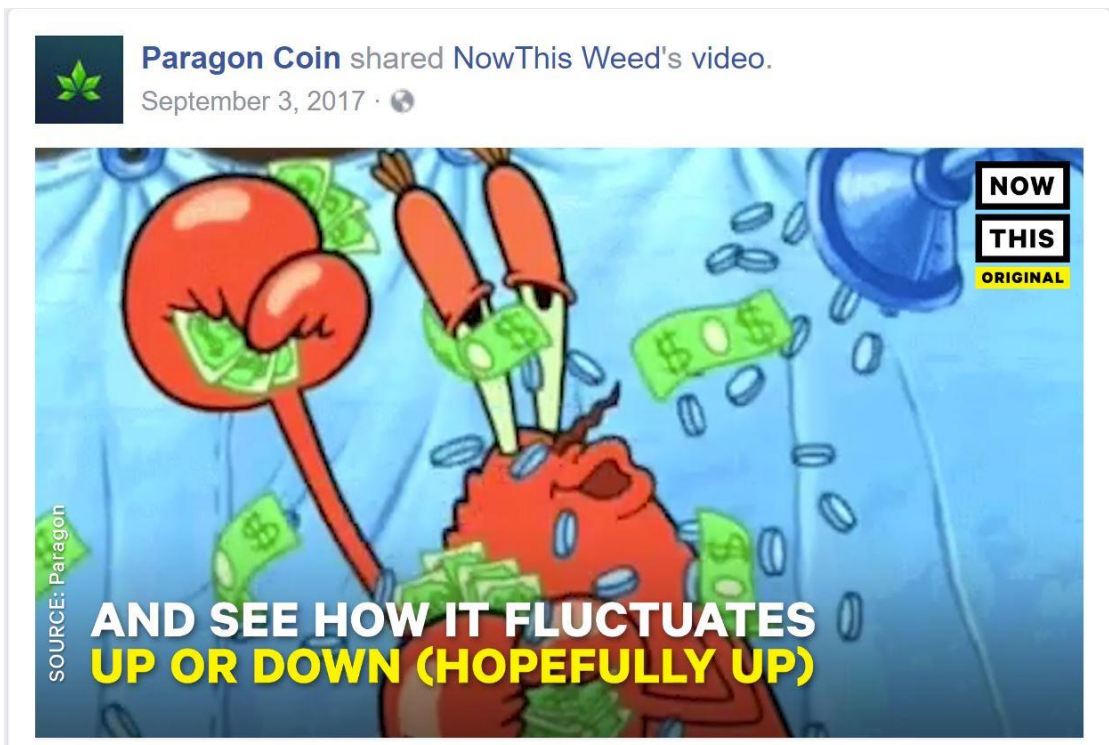 Paragon Coin shared NowThis Weed's video.
September 3, 2017 ·
NOW
THIS
ORIGINAL
SOURCE: Paragon
AND SEE HOW IT FLUCTUATES
UP OR DOWN (HOPEFULLY UP)